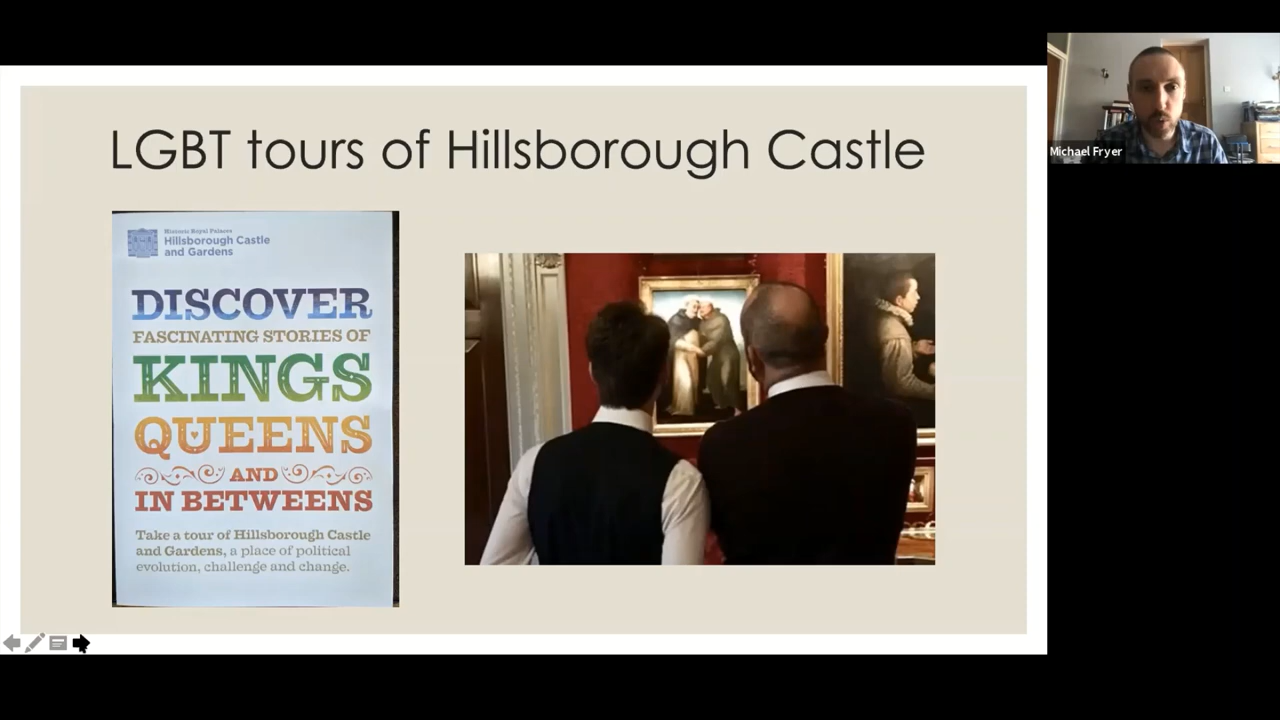 LGBT tours of Hillsborough Castle
Historic Royal Palaces
Hillsborough Castle
and Gardens
DISCOVER
FASCINATING STORIES OF
KINGS
QUEENS
AND
IN BETWEENS
Take a tour of Hillsborough Castle
and Gardens, a place of political
evolution, challenge and change.
Michael Fryer